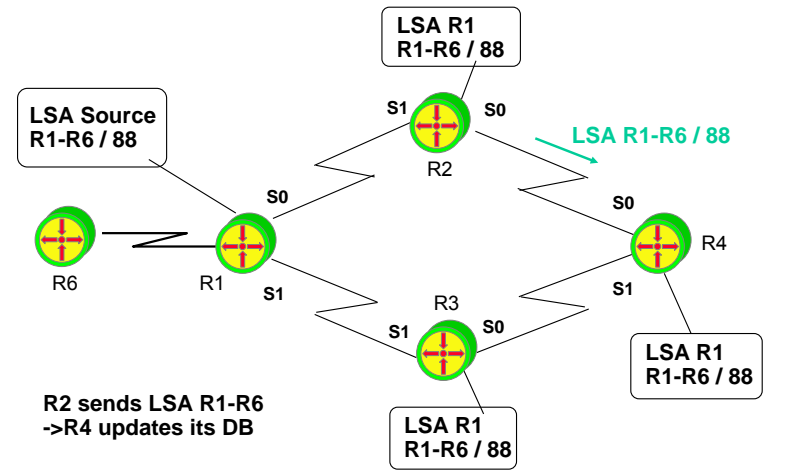 LSA R1
R1-R6 / 88
LSA Source
R1-R6 / 88
S1
S0
LSA R1-R6 / 88
R2
S0
S0
R4
R6
R1
S1
S1
R3
S1
S0
LSA R1
R1-R6 / 88
R2 sends LSA R1-R6
->R4 updates its DB
LSA R1
R1-R6 / 88